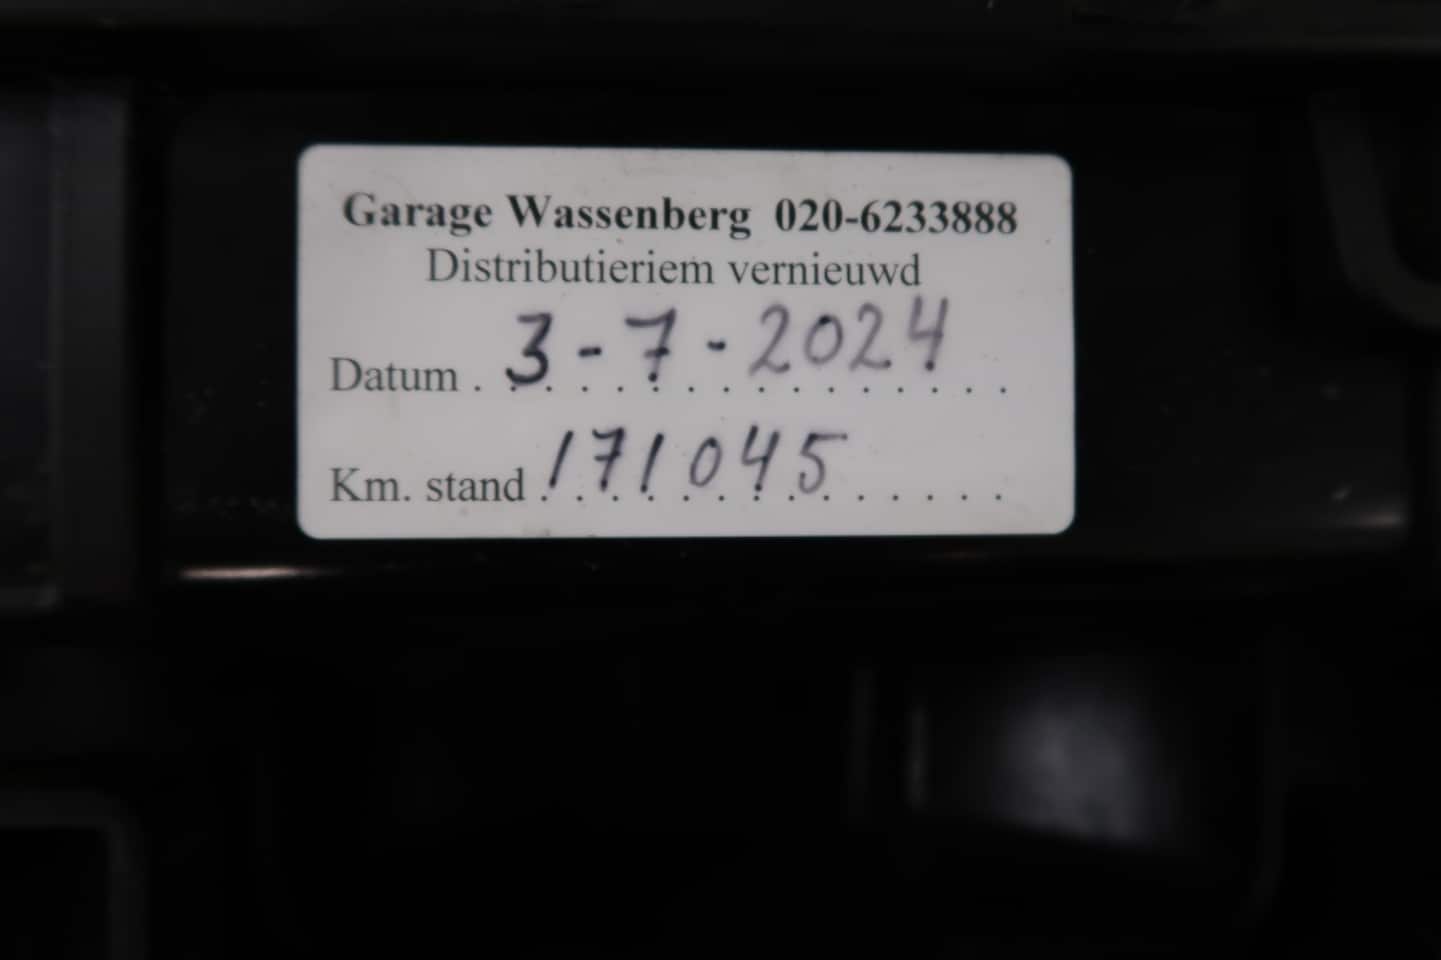 Garage Wassenberg 020-6233888
Distributieriem vernieuwd
Datum . 3-7-2024
Km. stand 171045